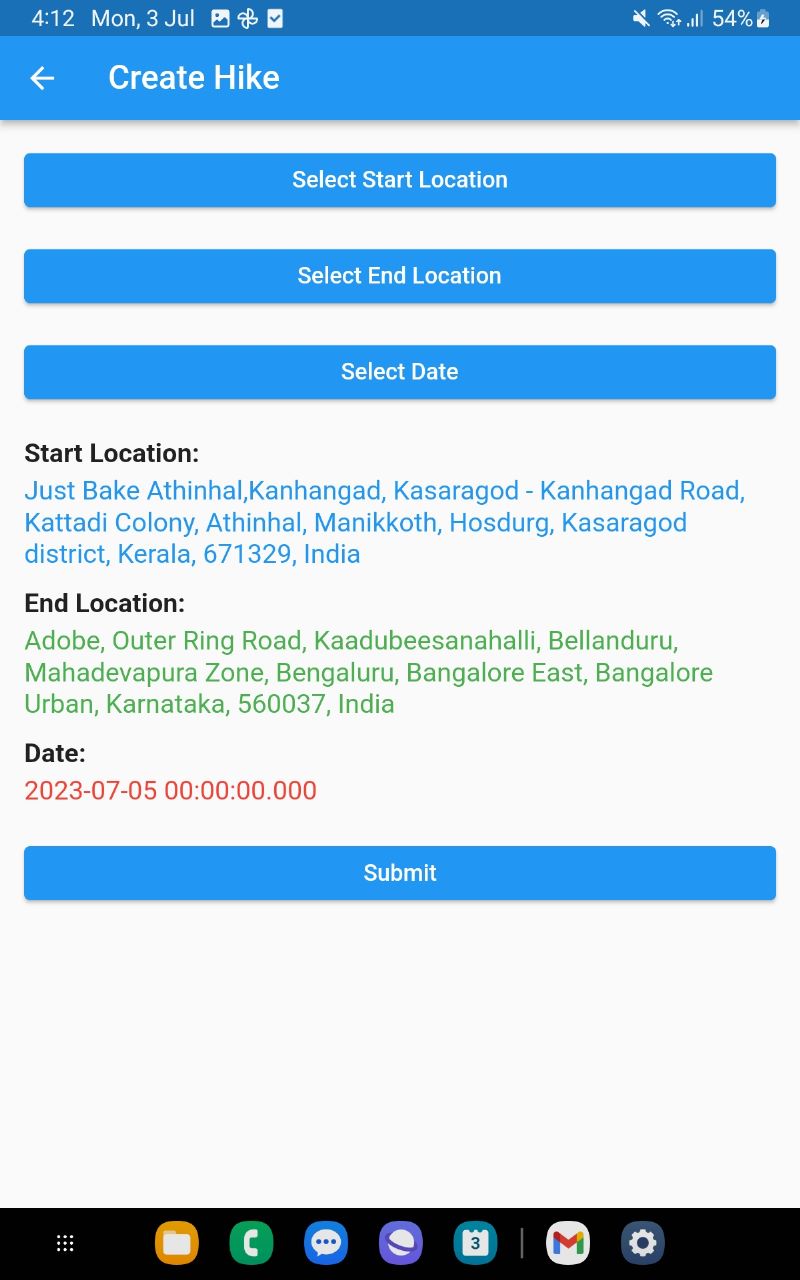 4:12 Mon, 3 Jul 54%
Create Hike
Select Start Location
Select End Location
Select Date
Start Location:
Just Bake Athinhal,Kanhangad, Kasaragod - Kanhangad Road,
Kattadi Colony, Athinhal, Manikkoth, Hosdurg, Kasaragod
district, Kerala, 671329, India
End Location:
Adobe, Outer Ring Road, Kaadubeesanahalli, Bellanduru,
Mahadevapura Zone, Bengaluru, Bangalore East, Bangalore
Urban, Karnataka, 560037, India
Date:
2023-07-05 00:00:00.000
Submit
3